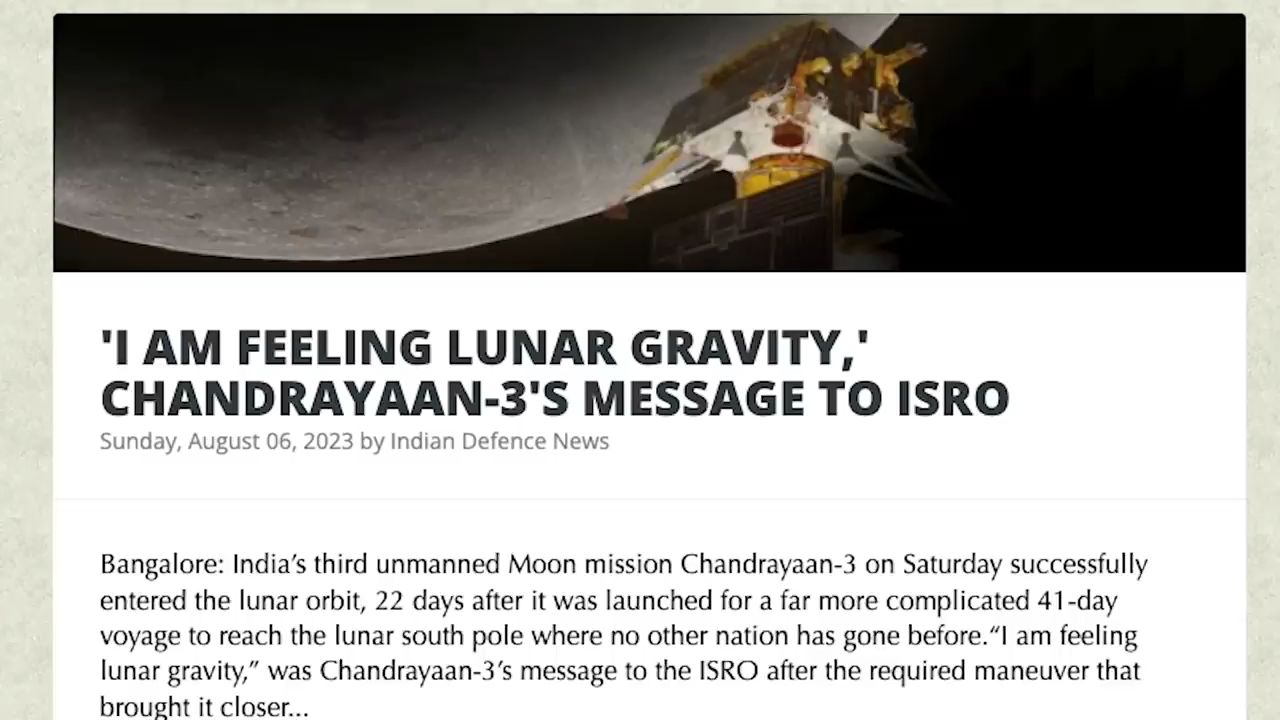 'I AM FEELING LUNAR GRAVITY,'
CHANDRAYAAN-3'S MESSAGE TO ISRO
Sunday, August 06, 2023 by Indian Defence News
Bangalore: India’s third unmanned Moon mission Chandrayaan-3 on Saturday successfully
entered the lunar orbit, 22 days after it was launched for a far more complicated 41-day
voyage to reach the lunar south pole where no other nation has gone before.“I am feeling
lunar gravity,” was Chandrayaan-3’s message to the ISRO after the required maneuver that
brought it closer...